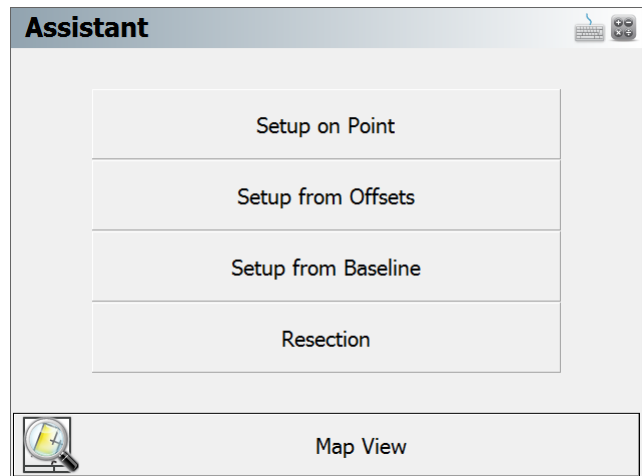 Assistant
Setup on Point
Setup from Offsets
Setup from Baseline
Resection
Map View